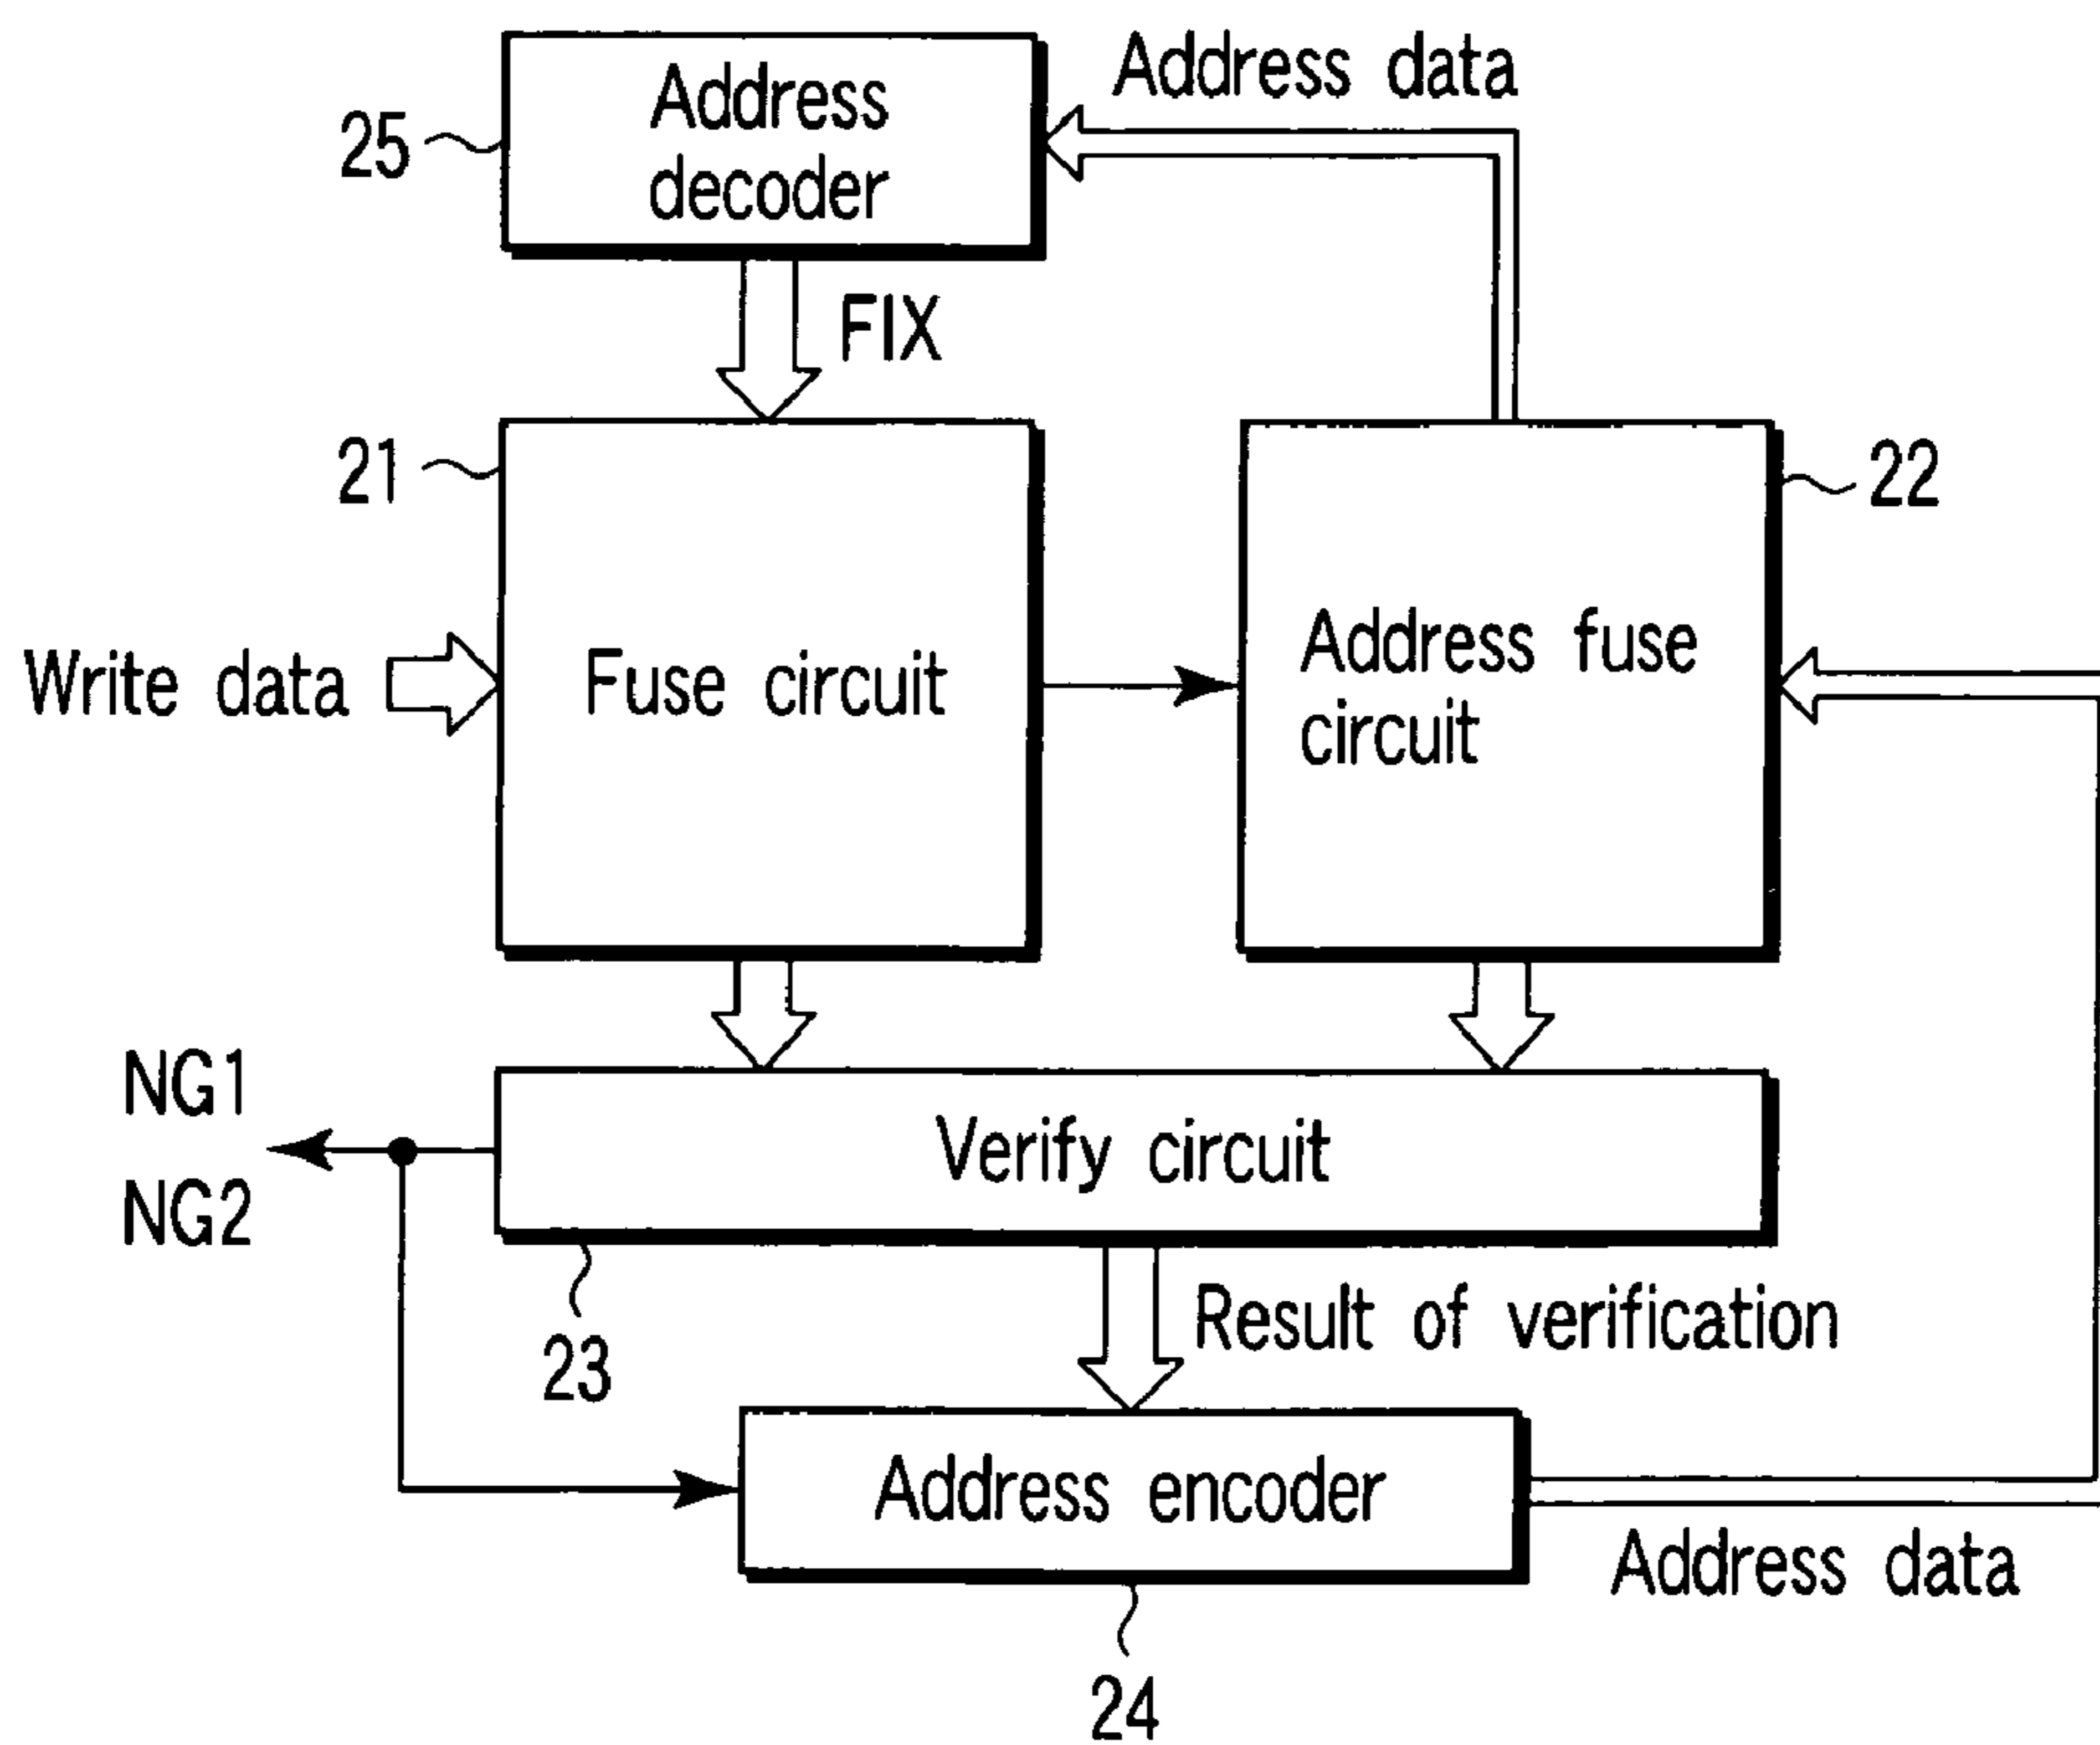 Address data
Address
decoder
25
FIX
21
22
Write data
Fuse circuit
Address fuse
circuit
NG1
NG2
Verify circuit
23
Result of verification
Address encoder
Address data
24